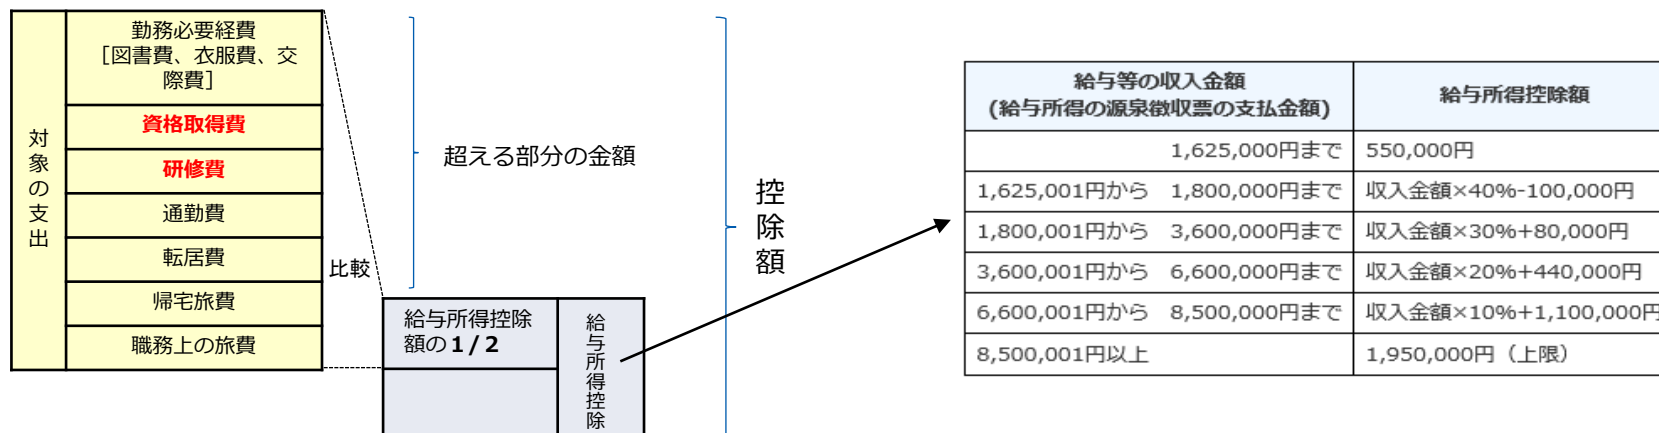 対象の支出
勤務必要経費
［図書費、衣服費、交
際費］
資格取得費
研修費
通勤費
転居費
帰宅旅費
職務上の旅費
比較
超える部分の金額
給与所得控除
額の1/2
給与所得控除
控除額
給与等の収入金額
(給与所得の源泉徴収票の支払金額)
給与所得控除額
1,625,000円まで
550,000円
1,625,001円から 1,800,000円まで
収入金額×40%-100,000円
1,800,001円から 3,600,000円まで
収入金額×30%+80,000円
3,600,001円から 6,600,000円まで
収入金額×20%+440,000円
6,600,001円から 8,500,000円まで
収入金額×10%+1,100,000円
8,500,001円以上
1,950,000円（上限）